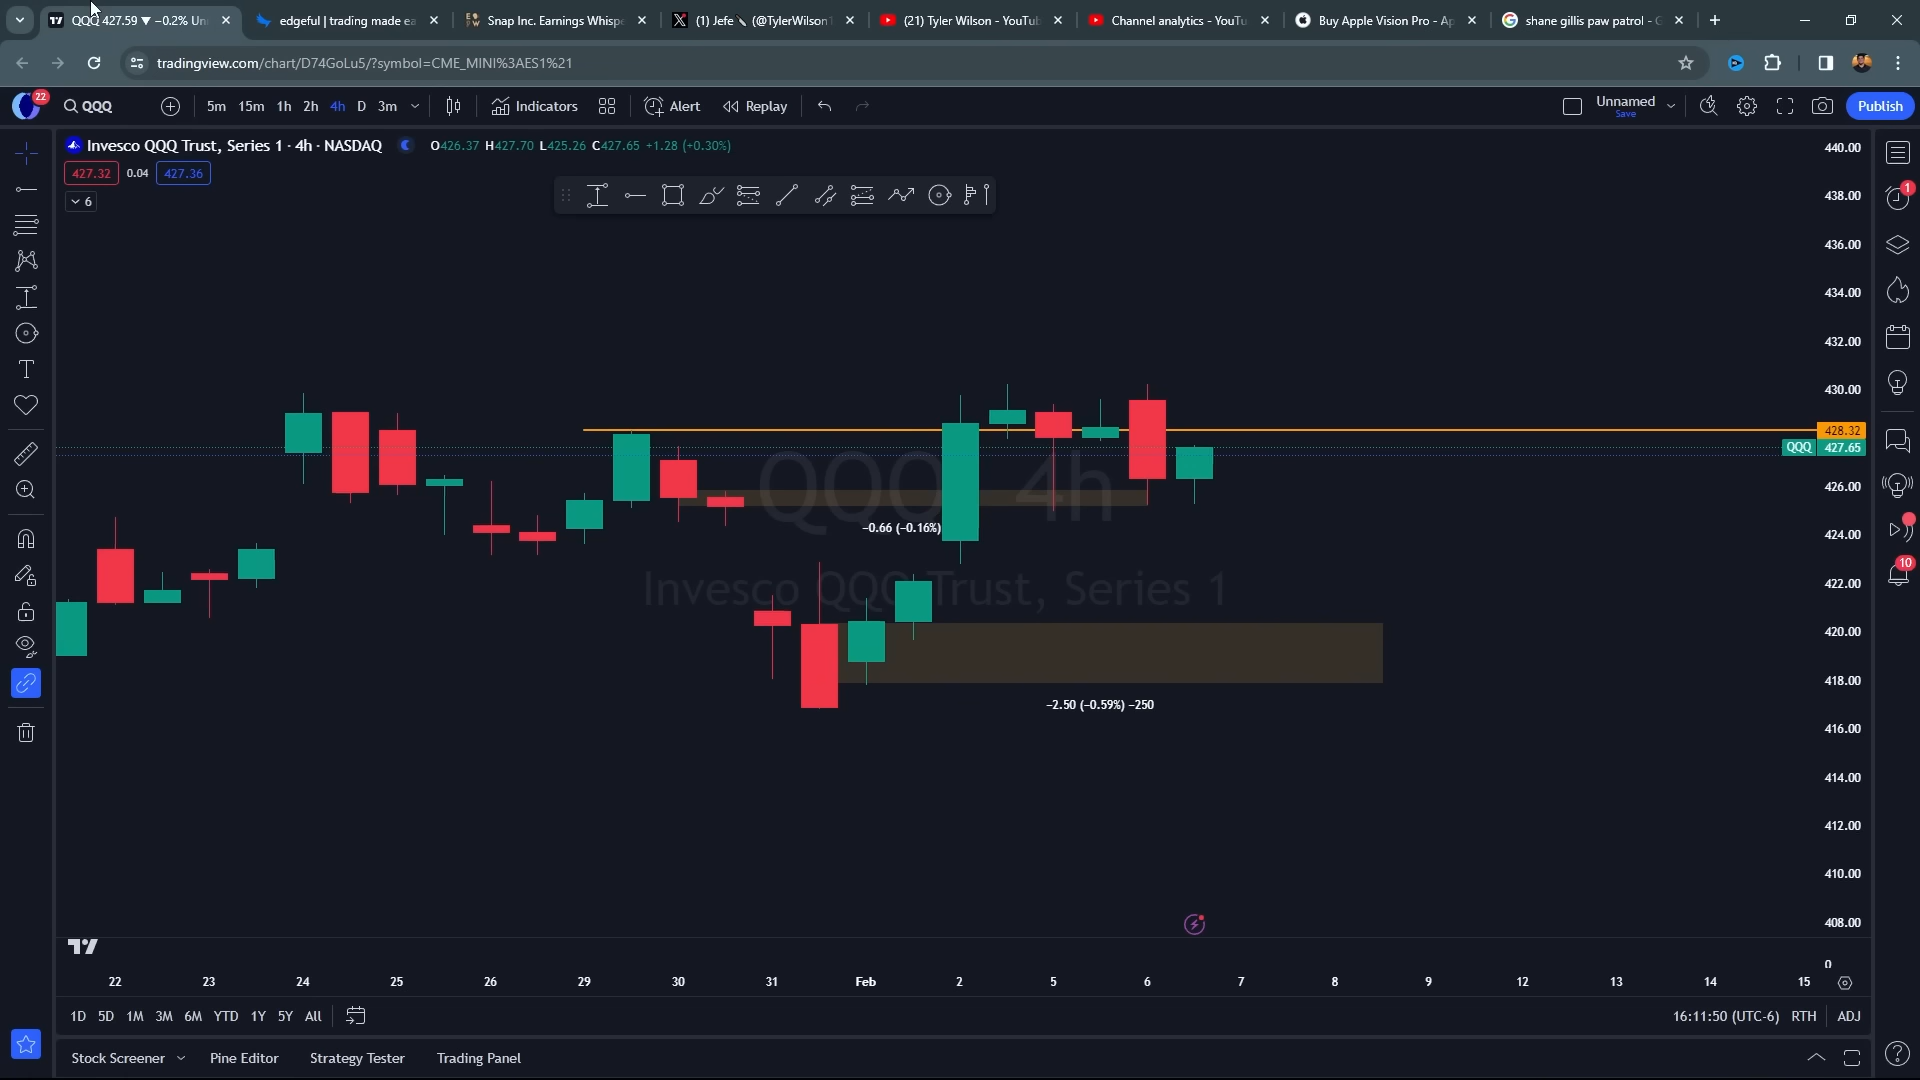 QQQ 427.59 ▼ −0.2% Un
edgeful | trading made ea
Snap Inc. Earnings Whispe
(1) Jefe (@TylerWilson1
(21) Tyler Wilson - YouTub
Channel analytics - YouTu
Buy Apple Vision Pro - Ap
shane gillis paw patrol - G
tradingview.com/chart/D74GoLu5/?symbol=CME_MINI%3AES1%21
22
QQQ
5m 15m 1h 2h 4h D 3m
Indicators
Alert
Replay
Unnamed
Save
Publish
Invesco QQQ Trust, Series 1 · 4h · NASDAQ
O426.37 H427.70 L425.26 C427.65 +1.28 (+0.30%)
427.32 0.04 427.36
6
440.00
438.00
436.00
434.00
432.00
430.00
428.32
QQQ 427.65
426.00
424.00
422.00
420.00
418.00
416.00
414.00
412.00
410.00
408.00
0
1
10
QQQ 4h
−0.66 (−0.16%)
Invesco QQQ Trust, Series 1
−2.50 (−0.59%) −250
22 23 24 25 26 29 30 31 Feb 2 5 6 7 8 9 12 13 14 15
1D 5D 1M 3M 6M YTD 1Y 5Y All
16:11:50 (UTC-6) RTH ADJ
Stock Screener Pine Editor Strategy Tester Trading Panel